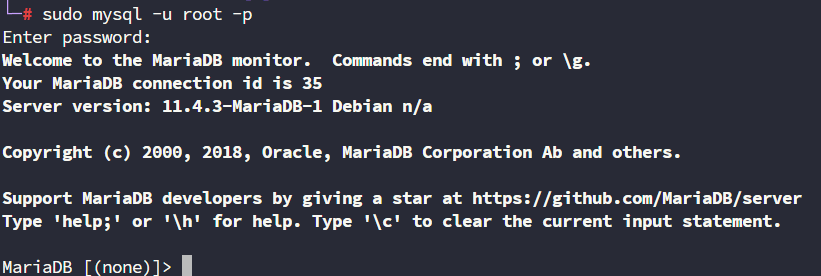 └─# sudo mysql -u root -p
Enter password:
Welcome to the MariaDB monitor.  Commands end with ; or \g.
Your MariaDB connection id is 35
Server version: 11.4.3-MariaDB-1 Debian n/a
Copyright (c) 2000, 2018, Oracle, MariaDB Corporation Ab and others.
Support MariaDB developers by giving a star at https://github.com/MariaDB/server
Type 'help;' or '\h' for help. Type '\c' to clear the current input statement.
MariaDB [(none)]>